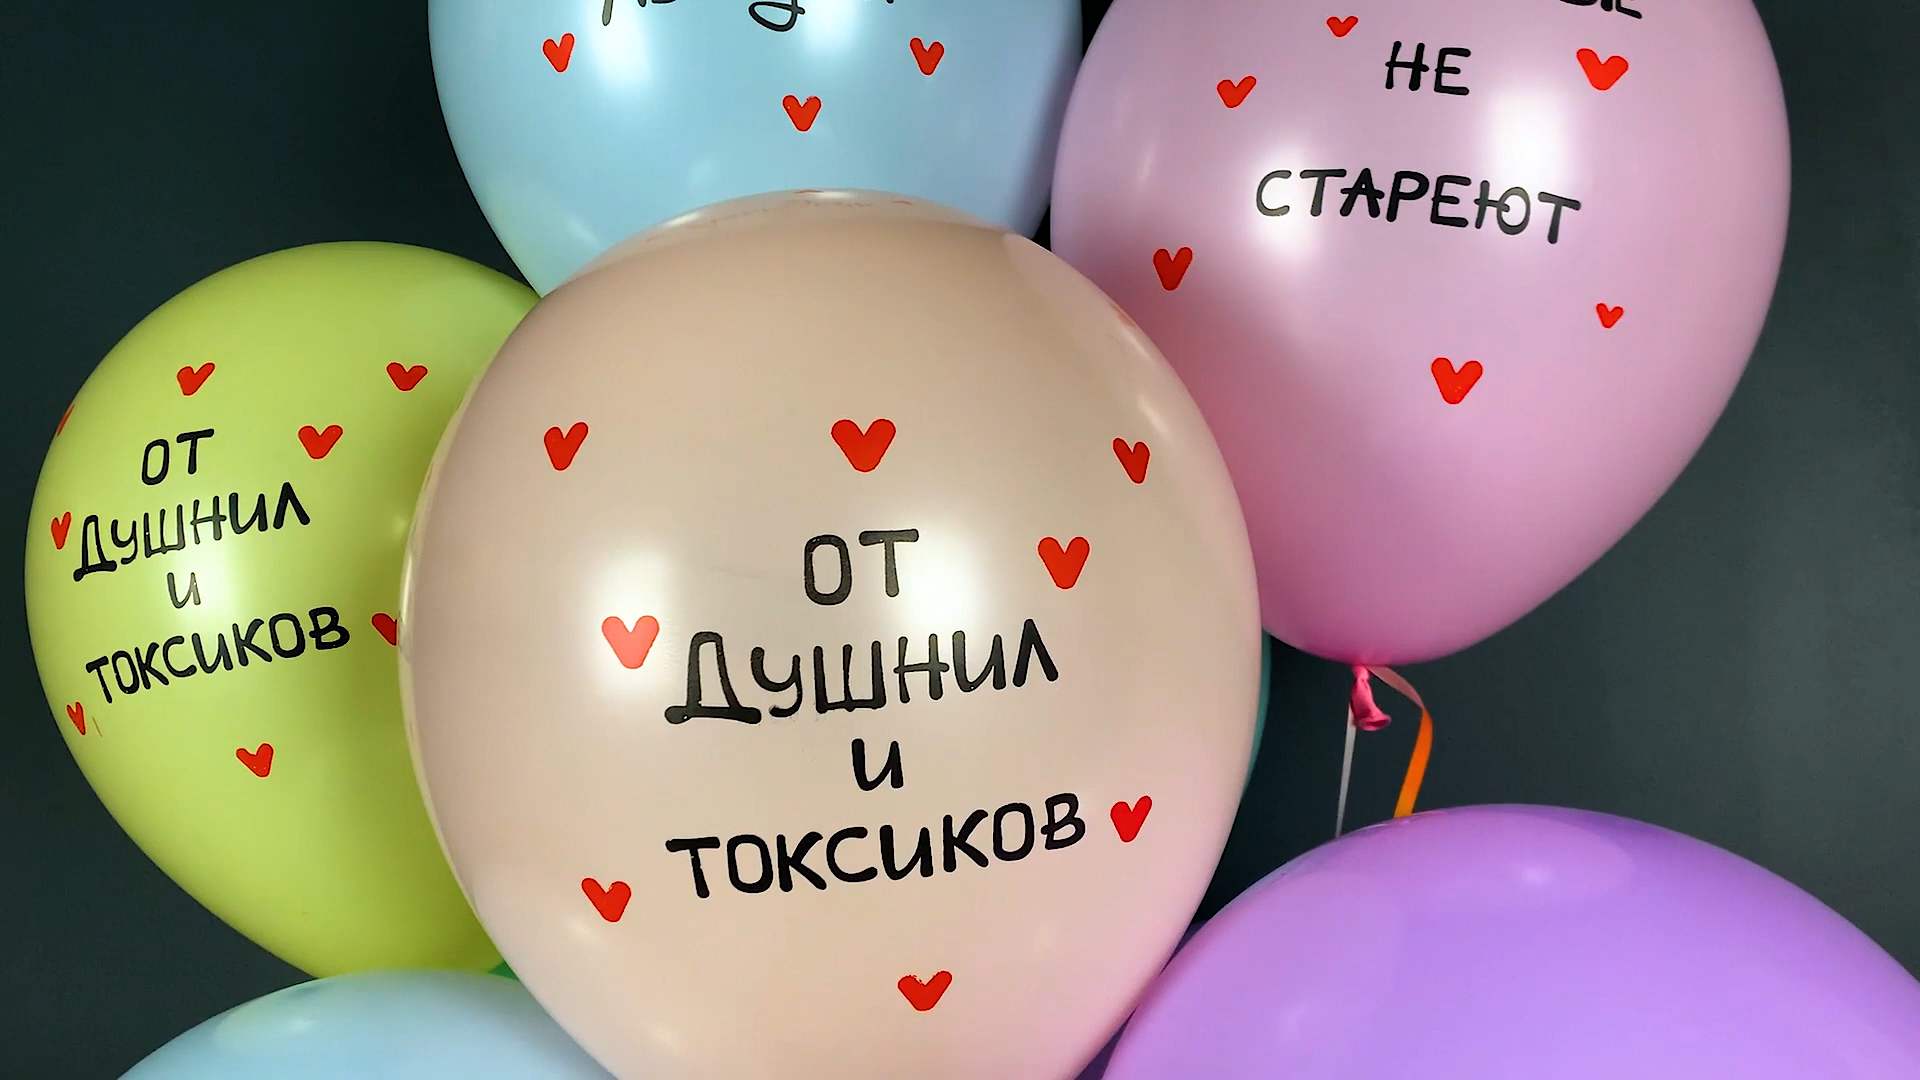 НЕ
СТАРЕЮТ
ОТ
ДУШНИЛ
И
ТОКСИКОВ
ОТ
ДУШНИЛ
И
ТОКСИКОВ